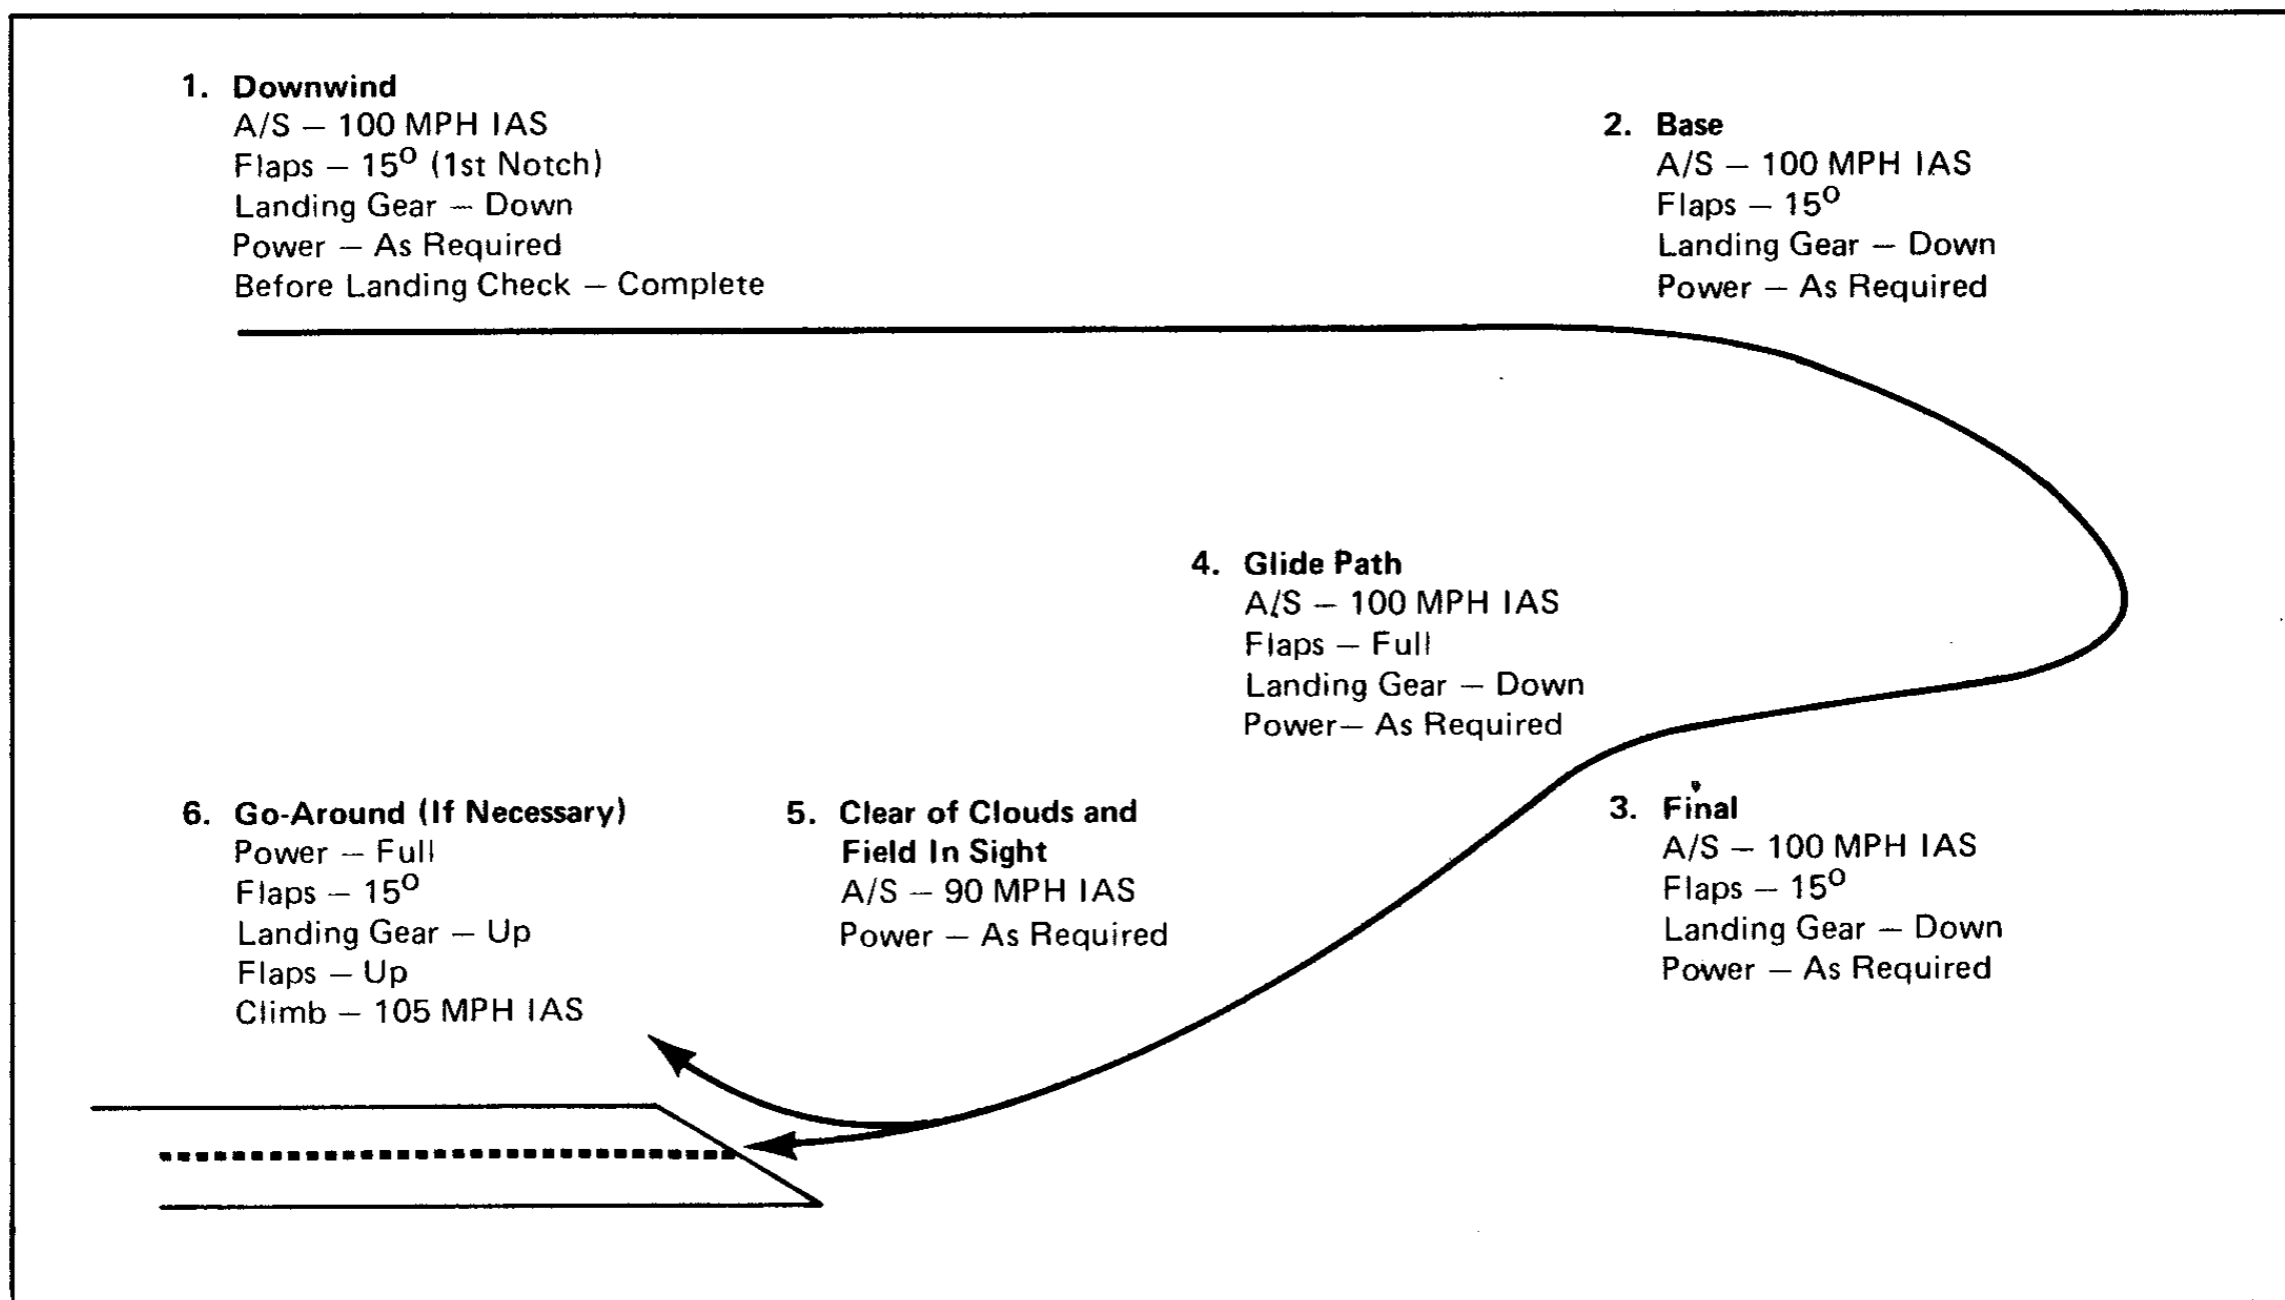 1. Downwind
A/S — 100 MPH IAS
Flaps — 15º (1st Notch)
Landing Gear — Down
Power — As Required
Before Landing Check — Complete
2. Base
A/S — 100 MPH IAS
Flaps — 15º
Landing Gear — Down
Power — As Required
4. Glide Path
A/S — 100 MPH IAS
Flaps — Full
Landing Gear — Down
Power— As Required
6. Go-Around (If Necessary)
Power — Full
Flaps — 15º
Landing Gear — Up
Flaps — Up
Climb — 105 MPH IAS
5. Clear of Clouds and
Field In Sight
A/S — 90 MPH IAS
Power — As Required
3. Final
A/S — 100 MPH IAS
Flaps — 15º
Landing Gear — Down
Power — As Required